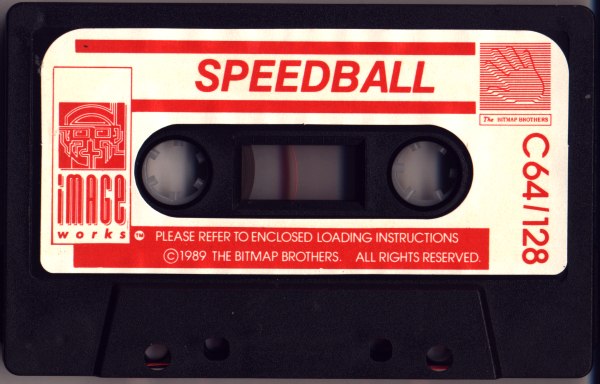 SPEEDBALL
The BITMAP BROTHERS
iMAGE
works
TM
C64/128
PLEASE REFER TO ENCLOSED LOADING INSTRUCTIONS
©1989 THE BITMAP BROTHERS. ALL RIGHTS RESERVED.